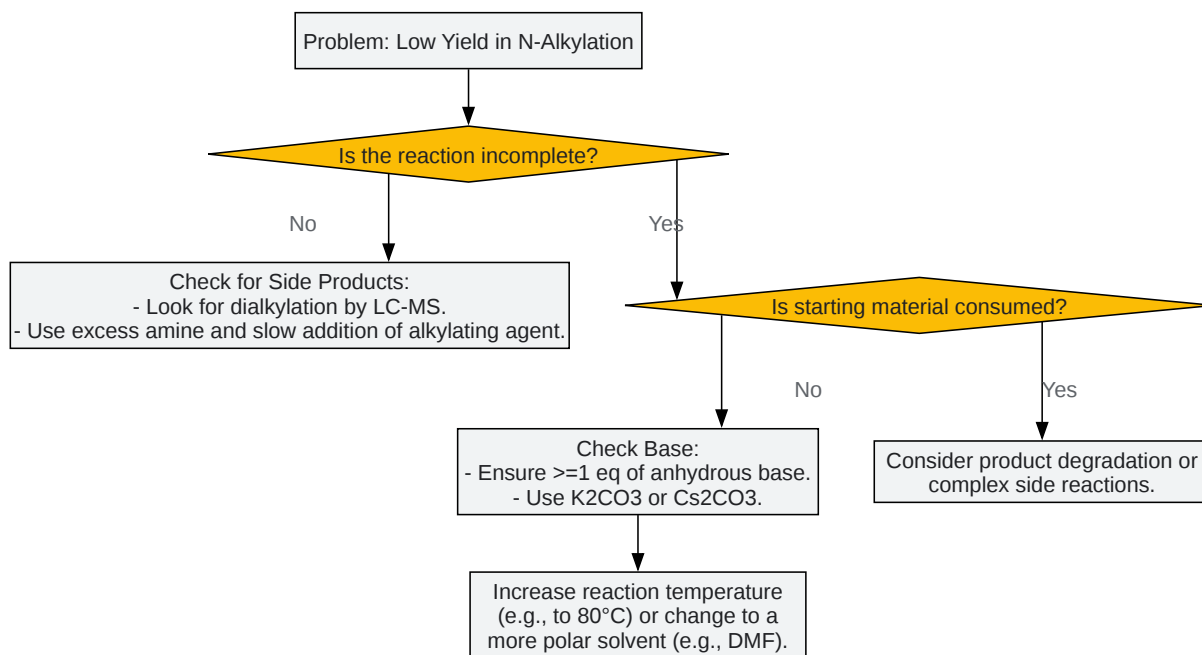 Problem: Low Yield in N-Alkylation
Is the reaction incomplete?
No
Yes
Check for Side Products:
- Look for dialkylation by LC-MS.
- Use excess amine and slow addition of alkylating agent.
Is starting material consumed?
No
Yes
Check Base:
- Ensure >=1 eq of anhydrous base.
- Use K2CO3 or Cs2CO3.
Consider product degradation or
complex side reactions.
Increase reaction temperature
(e.g., to 80°C) or change to a
more polar solvent (e.g., DMF).